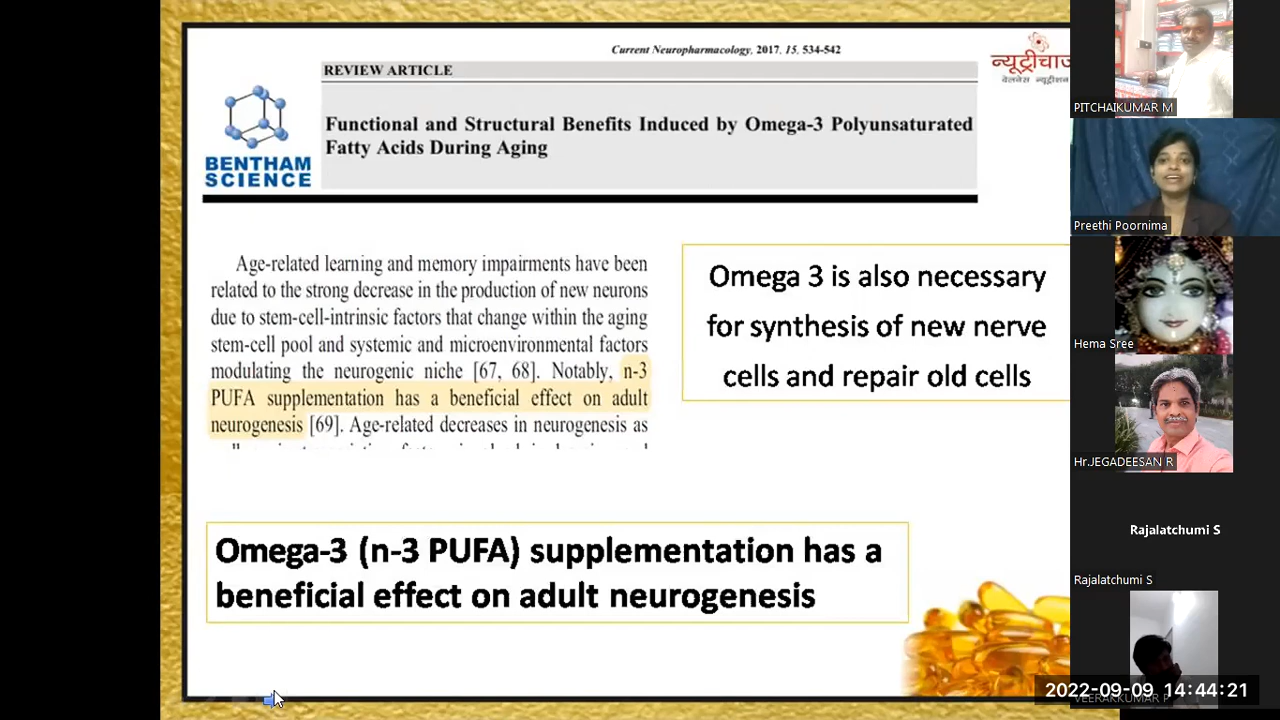 Current Neuropharmacology, 2017, 15, 534-542
REVIEW ARTICLE
BENTHAM
SCIENCE
Functional and Structural Benefits Induced by Omega-3 Polyunsaturated
Fatty Acids During Aging
न्यूट्रीचार्ज
वेलनेस न्यूट्रीशन
Age-related learning and memory impairments have been
related to the strong decrease in the production of new neurons
due to stem-cell-intrinsic factors that change within the aging
stem-cell pool and systemic and microenvironmental factors
modulating the neurogenic niche [67, 68]. Notably, n-3
PUFA supplementation has a beneficial effect on adult
neurogenesis [69]. Age-related decreases in neurogenesis as
Omega 3 is also necessary
for synthesis of new nerve
cells and repair old cells
Omega-3 (n-3 PUFA) supplementation has a
beneficial effect on adult neurogenesis
PITCHAIKUMAR M
Preethi Poornima
Hema Sree
Hr.JEGADEESAN R
Rajalatchumi S
Rajalatchumi S
VEERAKKUMAR P
2022-09-09 14:44:21